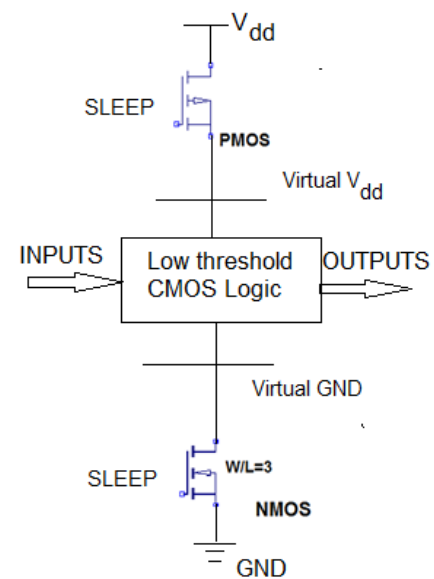 Vdd
SLEEP
PMOS
Virtual Vdd
INPUTS
Low threshold
CMOS Logic
OUTPUTS
Virtual GND
W/L=3
SLEEP
NMOS
GND